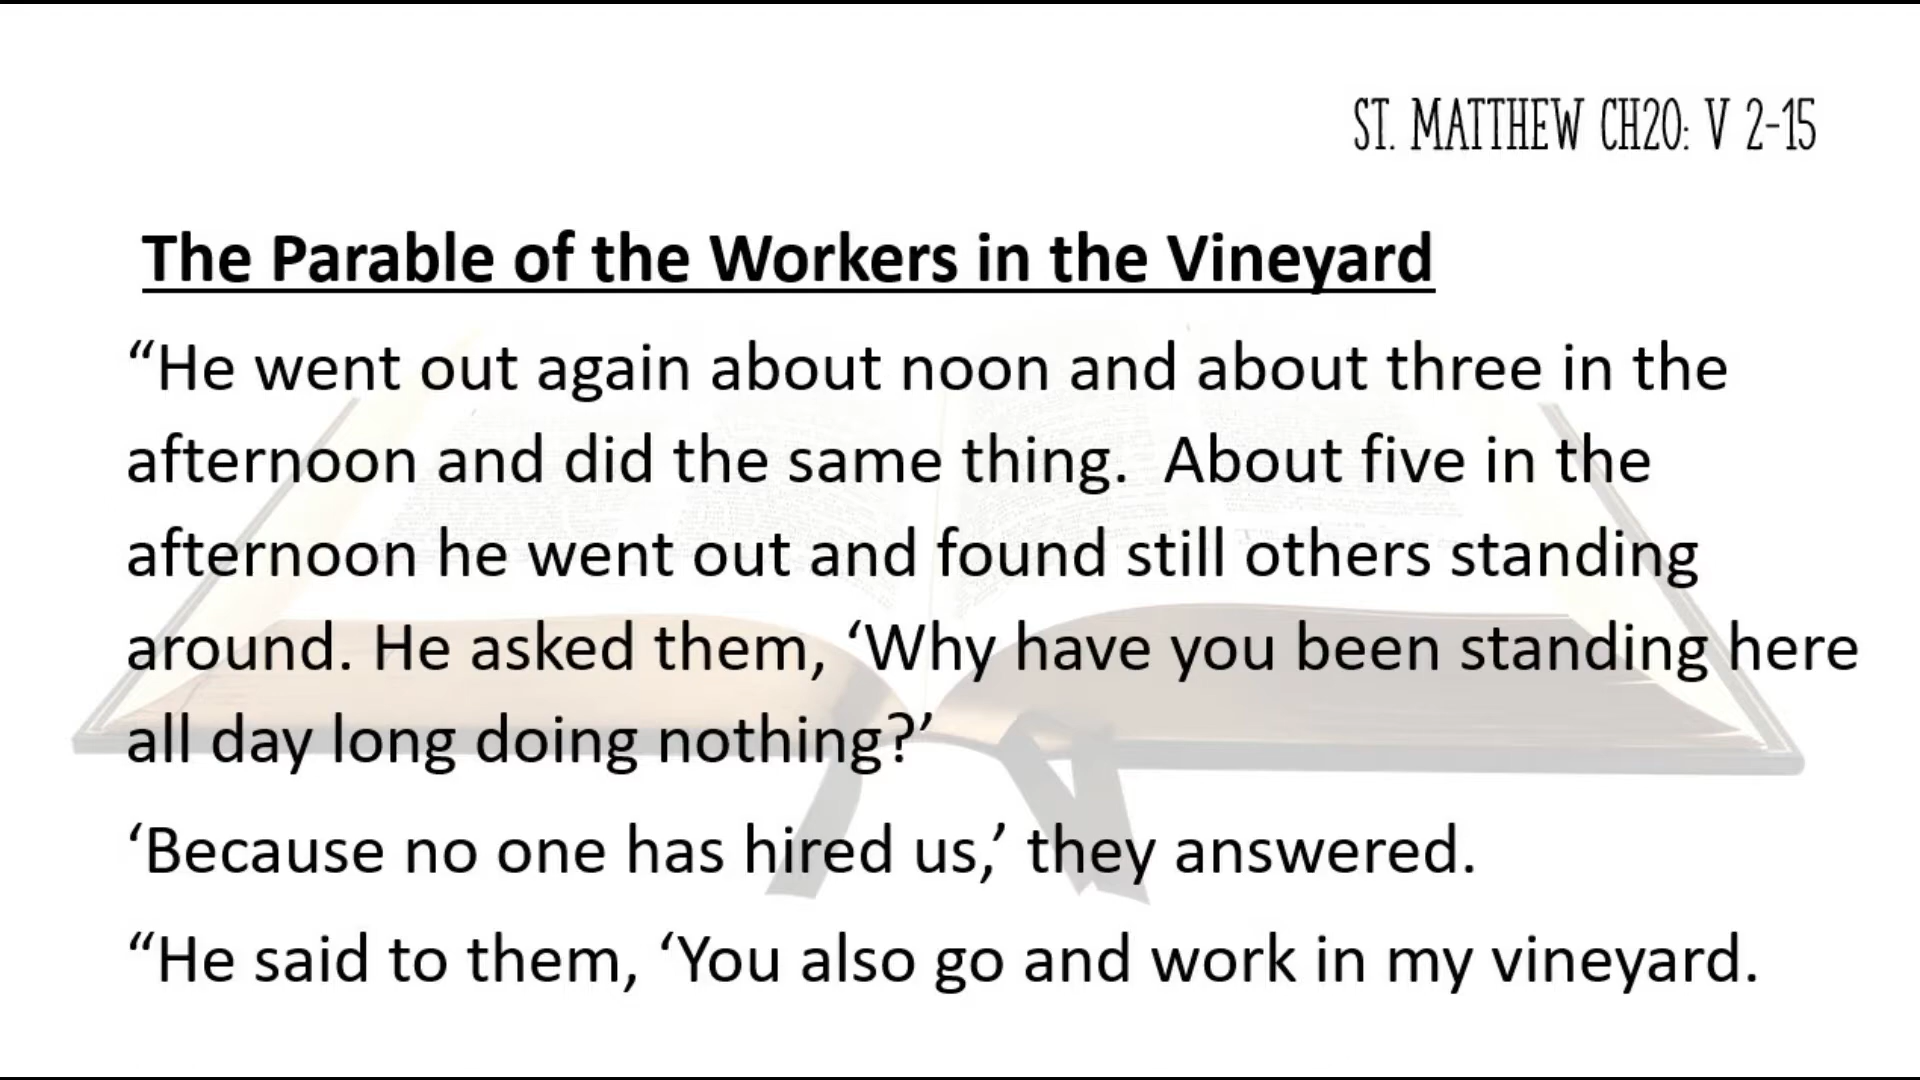 ST. MATTHEW CH20: V 2-15
The Parable of the Workers in the Vineyard
“He went out again about noon and about three in the
afternoon and did the same thing.  About five in the
afternoon he went out and found still others standing
around. He asked them, ‘Why have you been standing here
all day long doing nothing?’
‘Because no one has hired us,’ they answered.
“He said to them, ‘You also go and work in my vineyard.